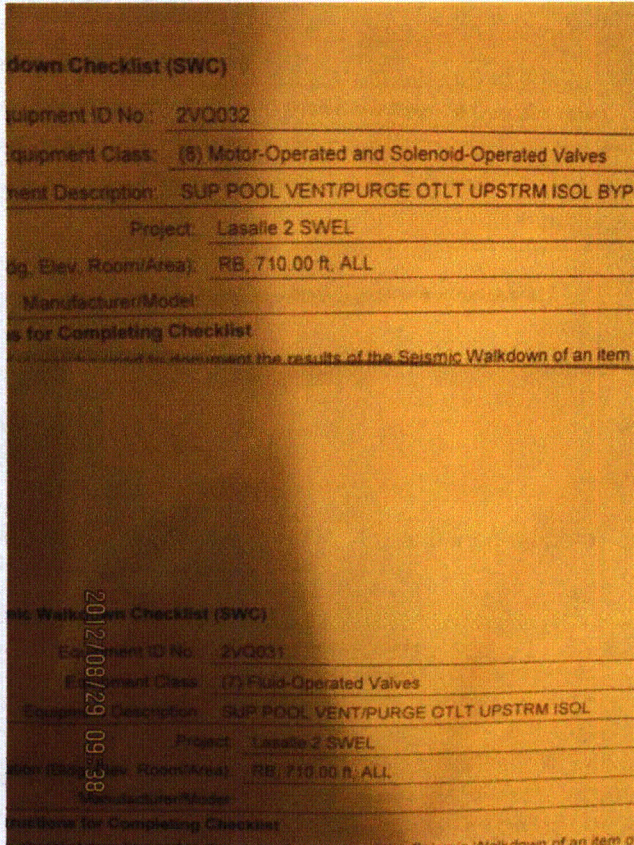 down Checklist (SWC)
quipment ID No.: 2VQ032
Equipment Class: (8) Motor-Operated and Solenoid-Operated Valves
ment Description: SUP POOL VENT/PURGE OTLT UPSTRM ISOL BYP
Project: Lasalle 2 SWEL
dg, Elev, Room/Area): RB, 710.00 ft, ALL
Manufacturer/Model:
s for Completing Checklist
used to document the results of the Seismic Walkdown of an item
mic Walkdown Checklist (SWC)
Equipment ID No.: 2VQ031
Equipment Class: (7) Fluid-Operated Valves
Equipment Description: SUP POOL VENT/PURGE OTLT UPSTRM ISOL
Project: Lasalle 2 SWEL
ation (Bldg, Elev, Room/Area): RB, 710.00 ft, ALL
Manufacturer/Model
tructions for Completing Checklist
Walkdown of an item
2012/08/29 09:38